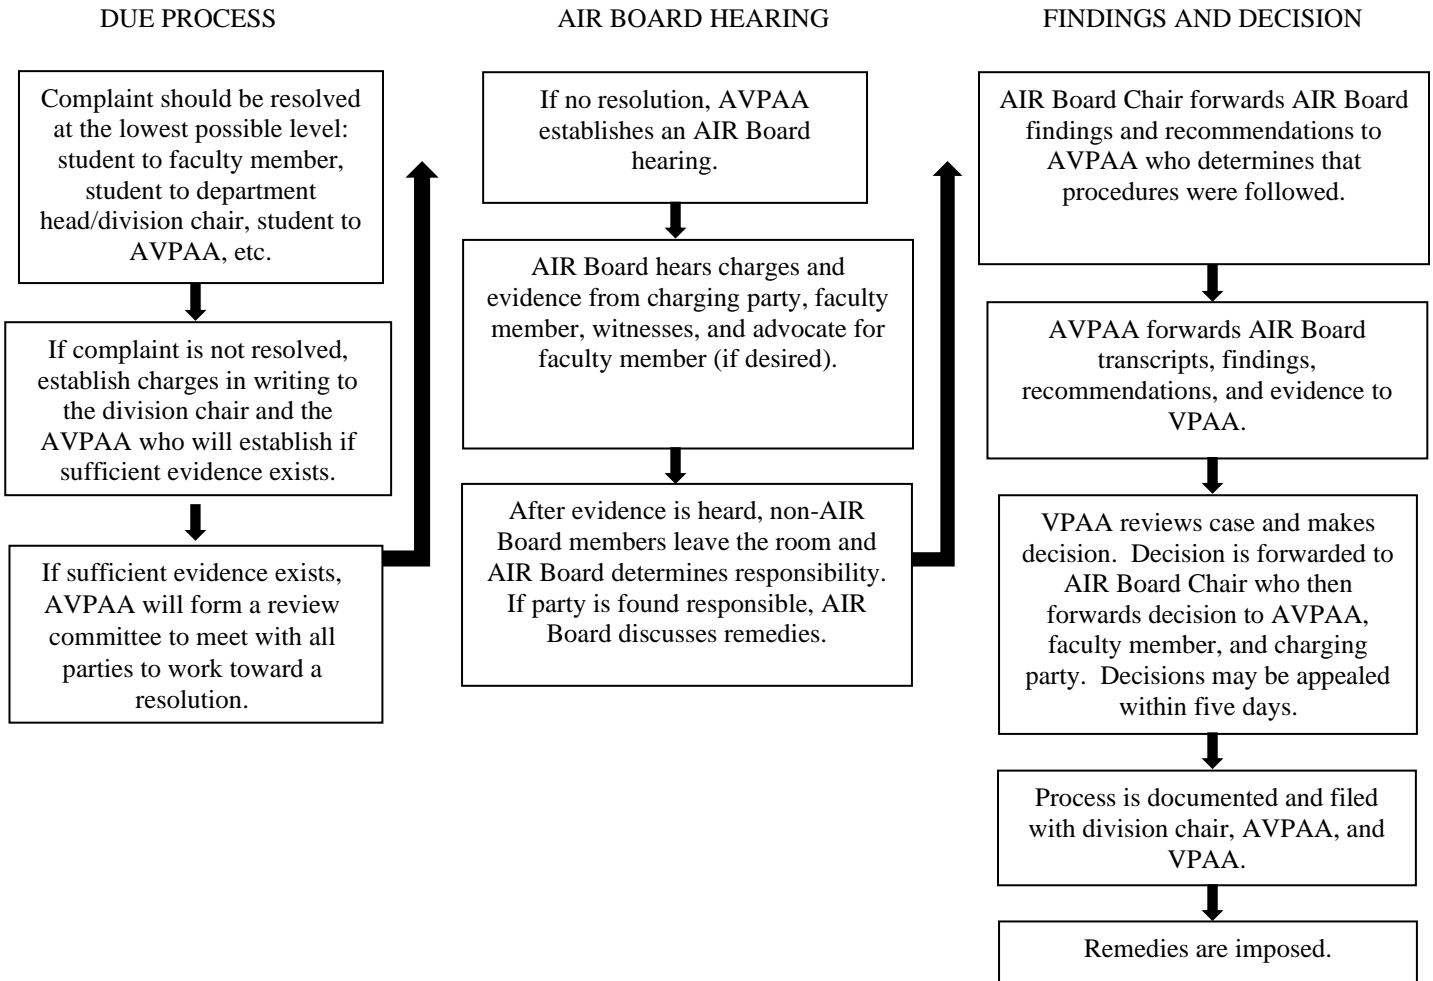 DUE PROCESS
Complaint should be resolved
at the lowest possible level:
student to faculty member,
student to department
head/division chair, student to
AVPAA, etc.
If complaint is not resolved,
establish charges in writing to
the division chair and the
AVPAA who will establish if
sufficient evidence exists.
If sufficient evidence exists,
AVPAA will form a review
committee to meet with all
parties to work toward a
resolution.
AIR BOARD HEARING
If no resolution, AVPAA
establishes an AIR Board
hearing.
AIR Board hears charges and
evidence from charging party, faculty
member, witnesses, and advocate for
faculty member (if desired).
After evidence is heard, non-AIR
Board members leave the room and
AIR Board determines responsibility.
If party is found responsible, AIR
Board discusses remedies.
FINDINGS AND DECISION
AIR Board Chair forwards AIR Board
findings and recommendations to
AVPAA who determines that
procedures were followed.
AVPAA forwards AIR Board
transcripts, findings,
recommendations, and evidence to
VPAA.
VPAA reviews case and makes
decision.  Decision is forwarded to
AIR Board Chair who then
forwards decision to AVPAA,
faculty member, and charging
party.  Decisions may be appealed
within five days.
Process is documented and filed
with division chair, AVPAA, and
VPAA.
Remedies are imposed.